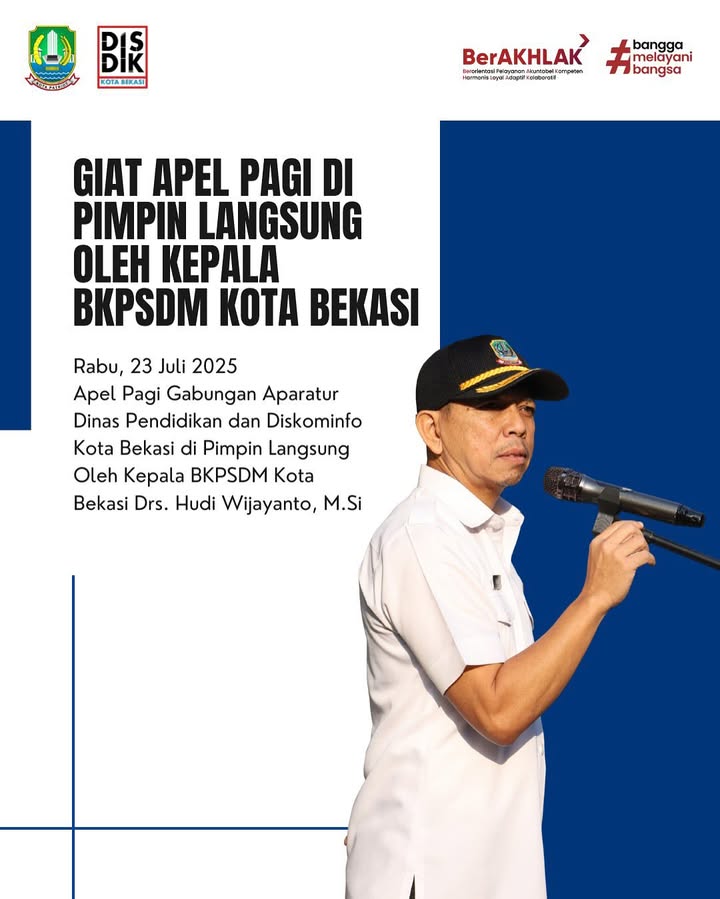 KOTA PATRIOT
DIS
DIK
KOTA BEKASI
BerAKHLAK
Berorientasi Pelayanan Akuntabel Kompeten
Harmonis Loyal Adaptif Kolaboratif
#bangga
melayani
bangsa
GIAT APEL PAGI DI
PIMPIN LANGSUNG
OLEH KEPALA
BKPSDM KOTA BEKASI
Rabu, 23 Juli 2025
Apel Pagi Gabungan Aparatur
Dinas Pendidikan dan Diskominfo
Kota Bekasi di Pimpin Langsung
Oleh Kepala BKPSDM Kota
Bekasi Drs. Hudi Wijayanto, M.Si